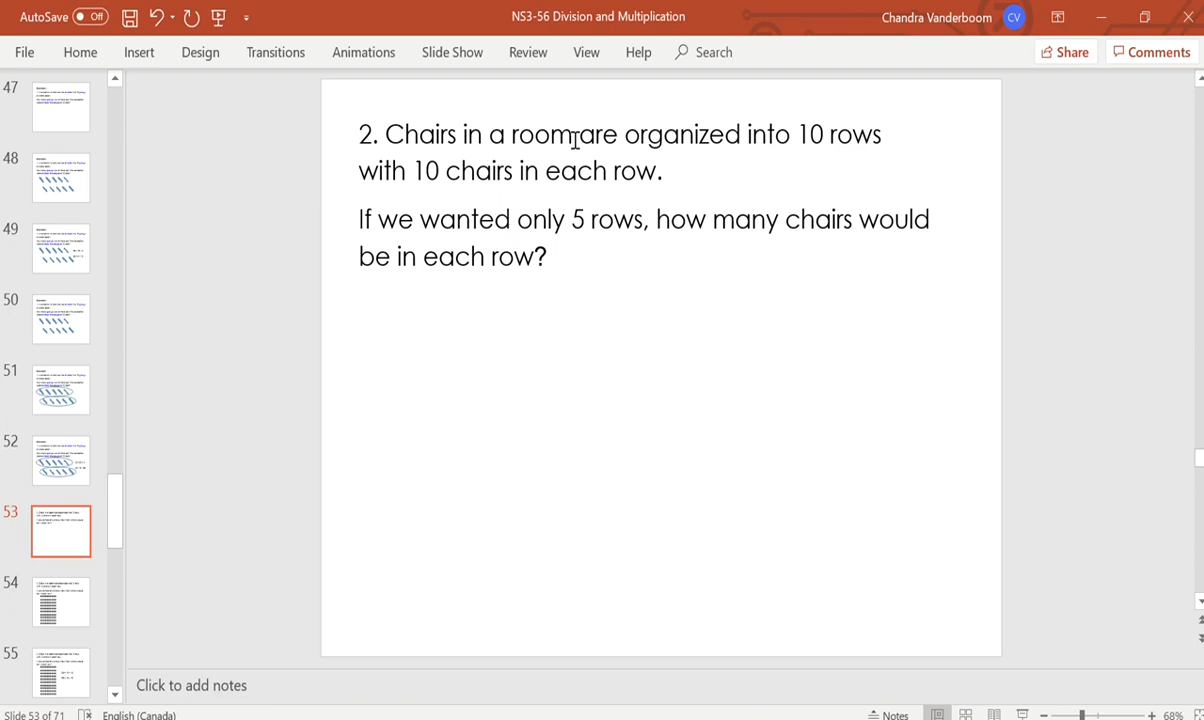 AutoSave Off NS3-56 Division and Multiplication Chandra Vanderboom CV
File Home Insert Design Transitions Animations Slide Show Review View Help Search Share Comments
47
48
49
50
51
52
53
54
55
2. Chairs in a room are organized into 10 rows
with 10 chairs in each row.
If we wanted only 5 rows, how many chairs would
be in each row?
Click to add notes
Slide 53 of 71 English (Canada) Notes 68%